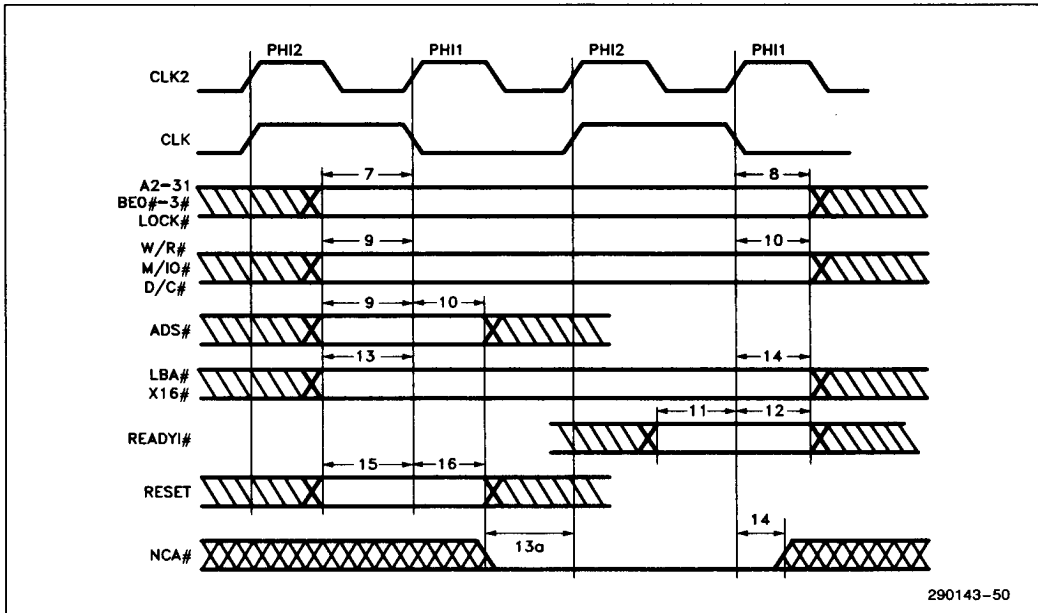 PHI2 PHI1 PHI2 PHI1
CLK2
CLK
7 8
A2-31
BE0#-3#
LOCK#
9 10
W/R#
M/IO#
D/C#
9 10
ADS#
13 14
LBA#
X16#
11 12
READYI#
15 16
RESET
13a 14
NCA#
290143-50